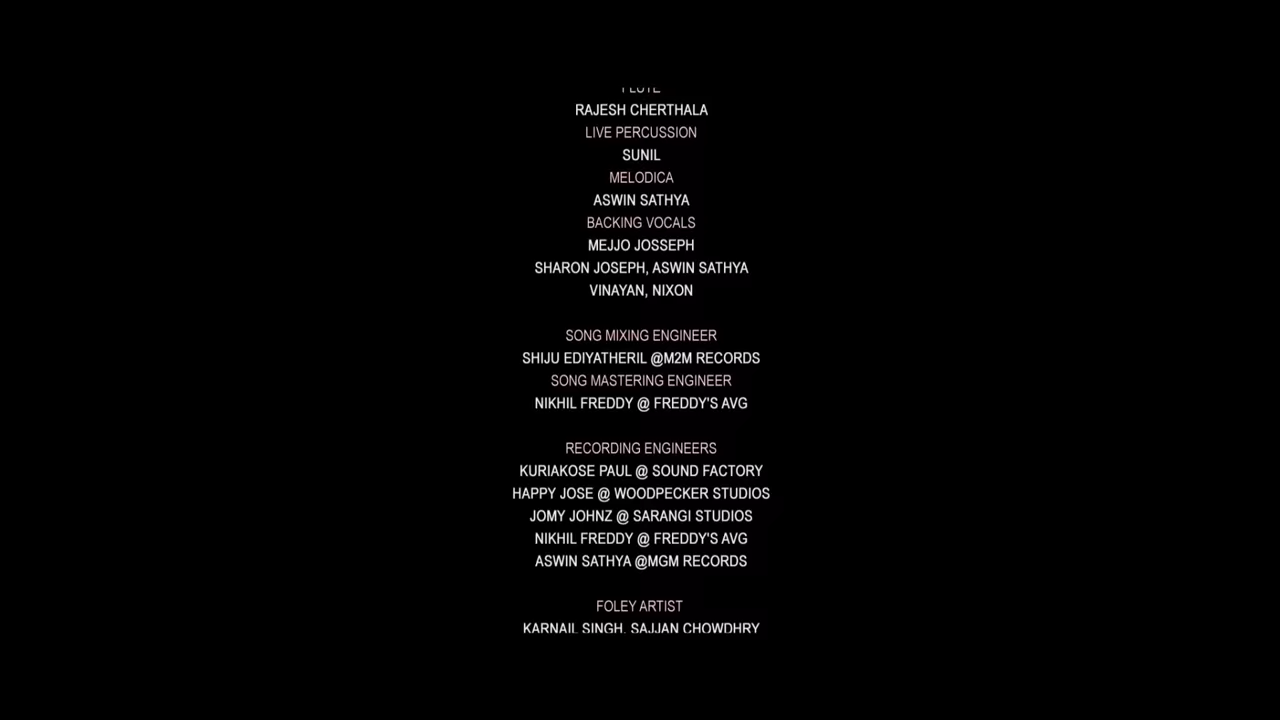 FLUTE
RAJESH CHERTHALA
LIVE PERCUSSION
SUNIL
MELODICA
ASWIN SATHYA
BACKING VOCALS
MEJJO JOSSEPH
SHARON JOSEPH, ASWIN SATHYA
VINAYAN, NIXON
SONG MIXING ENGINEER
SHIJU EDIYATHERIL @M2M RECORDS
SONG MASTERING ENGINEER
NIKHIL FREDDY @ FREDDY'S AVG
RECORDING ENGINEERS
KURIAKOSE PAUL @ SOUND FACTORY
HAPPY JOSE @ WOODPECKER STUDIOS
JOMY JOHNZ @ SARANGI STUDIOS
NIKHIL FREDDY @ FREDDY'S AVG
ASWIN SATHYA @MGM RECORDS
FOLEY ARTIST
KARNAIL SINGH, SAJJAN CHOWDHRY